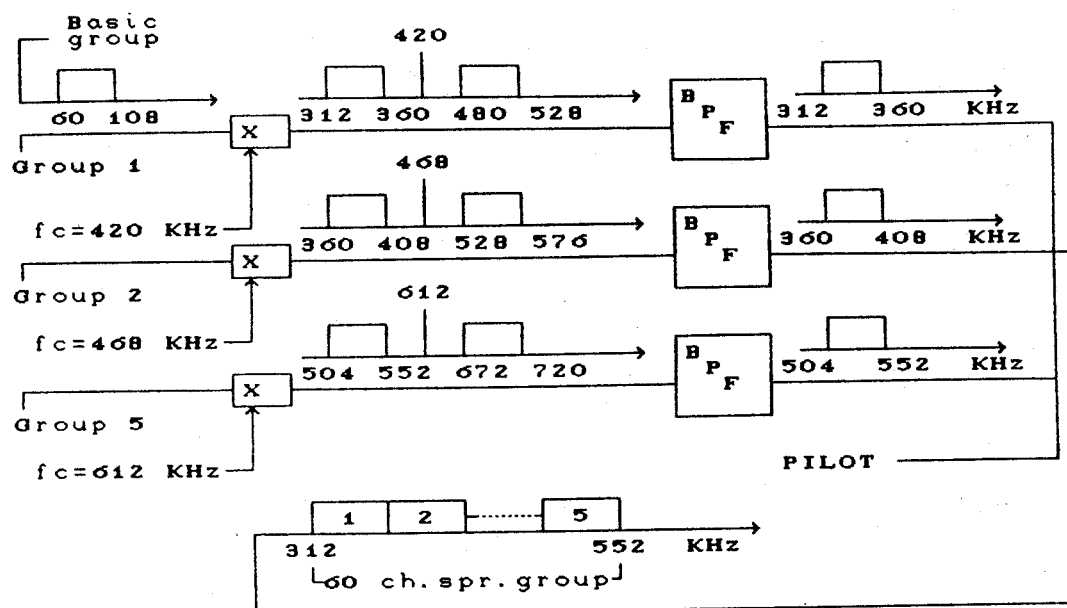 Basic
group
420
60 108
312 360 480 528
B
P
F
312 360 KHz
X
Group 1
468
fc=420 KHz
360 408 528 576
B
P
F
360 408 KHz
X
Group 2
612
fc=468 KHz
504 552 672 720
B
P
F
504 552 KHz
X
Group 5
fc=612 KHz
PILOT
1 2 5
312 552 KHz
60 ch.spr.group